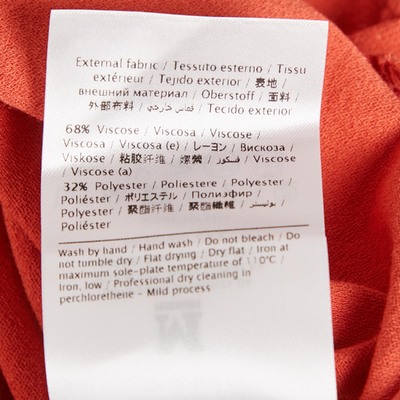 External fabric / Tessuto esterno / Tissu
extérieur / Tejido exterior / 表地 /
внешний материал / Oberstoff / 面料 /
外部布料 / قماش خارجي / Tecido exterior
68% Viscose / Viscosa / Viscose /
Viscosa / Viscosa (e) / レーヨン / Вискоза /
Viskose / 粘胶纤维 / 嫘縈 / فسكوز / Viscose
/ Viscose (a)
32% Polyester / Poliestere / Polyester /
Poliéster / ポリエステル / Полиэфир /
Polyester / 聚酯纤维 / 聚酯纖維 / بوليستر /
Poliéster
Wash by hand / Hand wash / Do not bleach / Do
not tumble dry / Flat drying / Dry flat / Iron at
maximum sole-plate temperature of 110°C /
Iron, low / Professional dry cleaning in
perchlorethene - Mild process